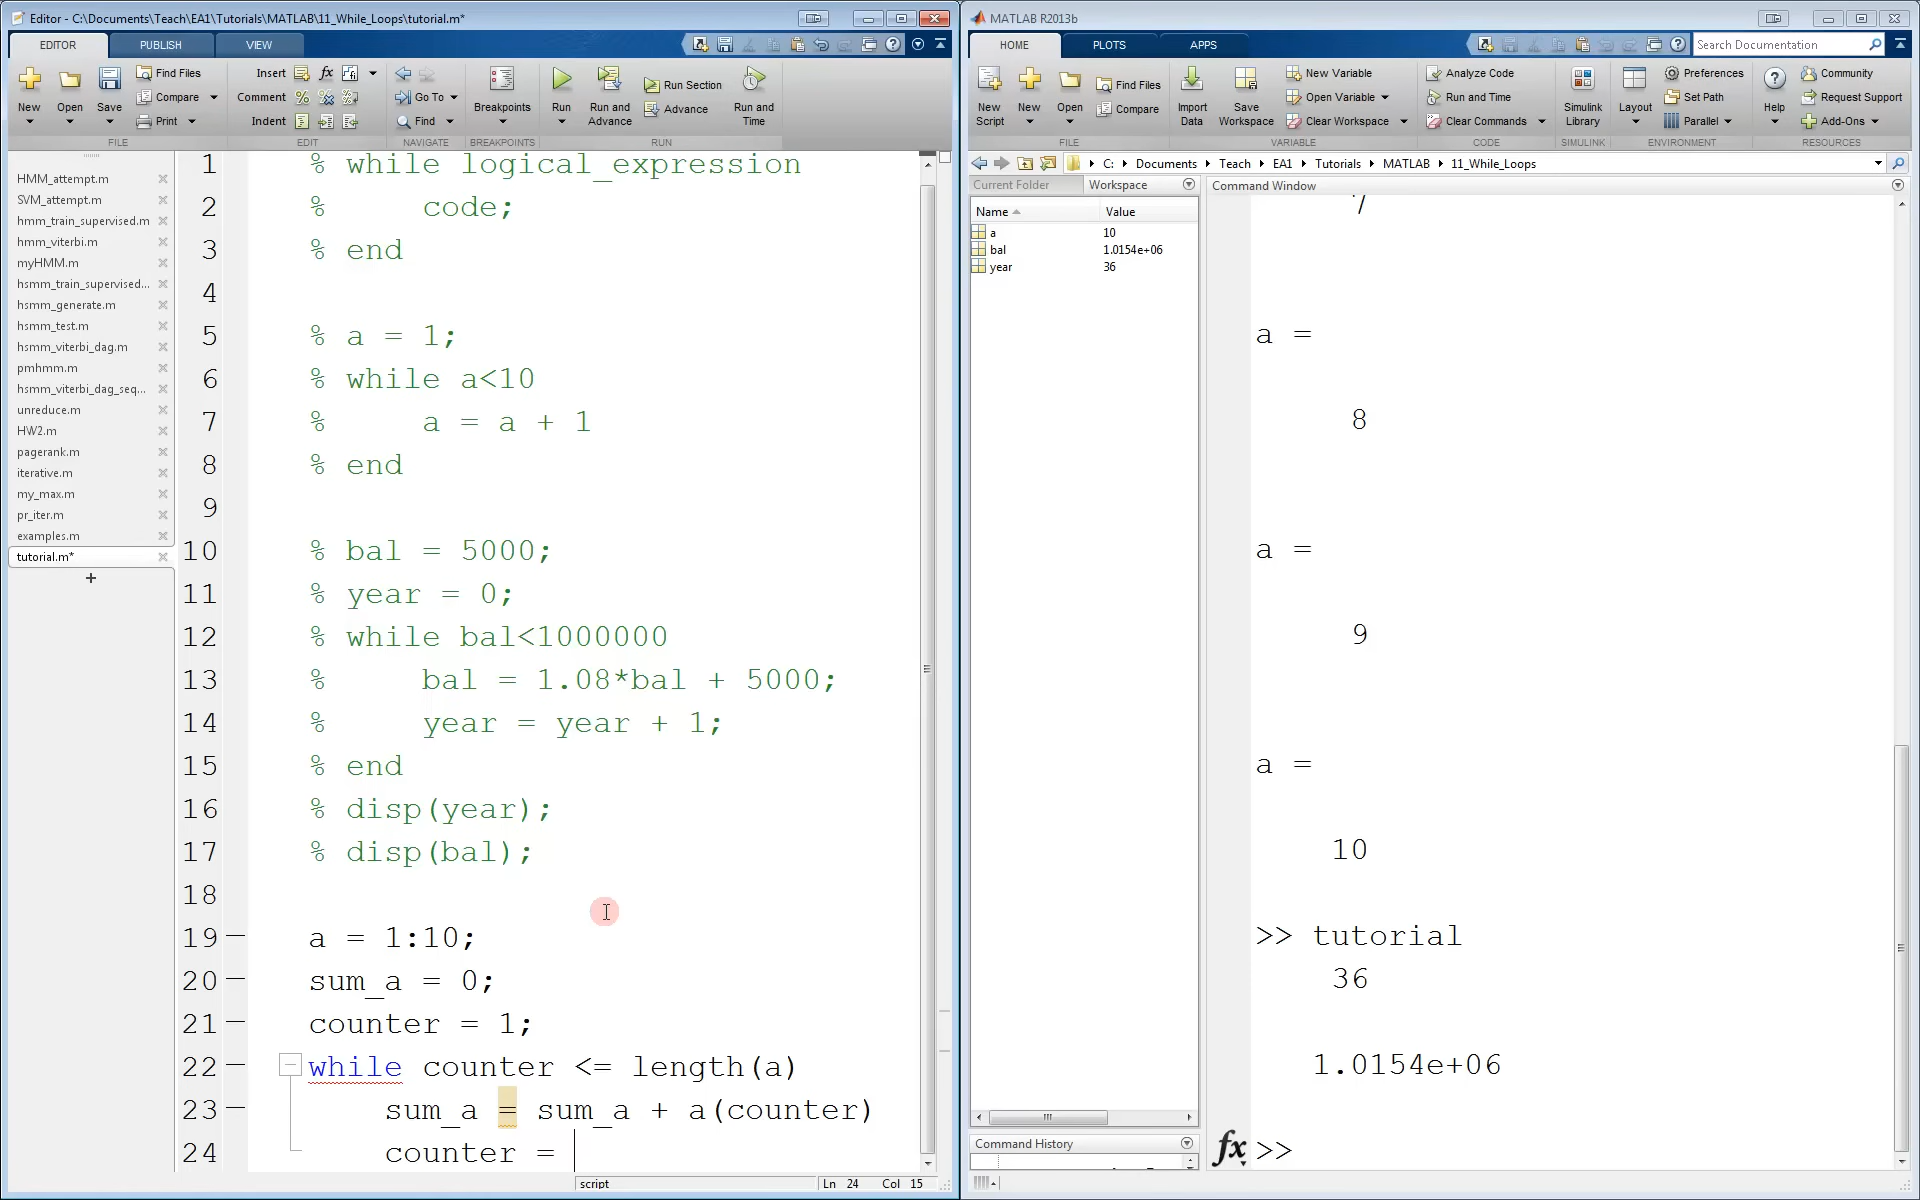 Editor - C:\Documents\Teach\EA1\Tutorials\MATLAB\11_While_Loops\tutorial.m*
EDITOR PUBLISH VIEW
New Open Save Find Files Compare Print
Insert Comment Indent
Go To Find
Breakpoints
Run Run and Advance Run Section Advance Run and Time
FILE EDIT NAVIGATE BREAKPOINTS RUN
HMM_attempt.m
SVM_attempt.m
hmm_train_supervised.m
hmm_viterbi.m
myHMM.m
hsmm_train_supervised...
hsmm_generate.m
hsmm_test.m
hsmm_viterbi_dag.m
pmhmm.m
hsmm_viterbi_dag_seq...
unreduce.m
HW2.m
pagerank.m
iterative.m
my_max.m
pr_iter.m
examples.m
tutorial.m*
1 % while logical_expression
2 %     code;
3 % end
4
5 % a = 1;
6 % while a<10
7 %     a = a + 1
8 % end
9
10 % bal = 5000;
11 % year = 0;
12 % while bal<1000000
13 %     bal = 1.08*bal + 5000;
14 %     year = year + 1;
15 % end
16 % disp(year);
17 % disp(bal);
18
19 a = 1:10;
20 sum_a = 0;
21 counter = 1;
22 while counter <= length(a)
23     sum_a = sum_a + a(counter)
24     counter =
script Ln 24 Col 15
MATLAB R2013b
HOME PLOTS APPS
Search Documentation
New Script New Open Find Files Compare
Import Data Save Workspace New Variable Open Variable Clear Workspace
Analyze Code Run and Time Clear Commands
Simulink Library
Layout Preferences Set Path Parallel
Help Community Request Support Add-Ons
FILE VARIABLE CODE SIMULINK ENVIRONMENT RESOURCES
C: Documents Teach EA1 Tutorials MATLAB 11_While_Loops
Current Folder Workspace
Name Value
a 10
bal 1.0154e+06
year 36
Command History
Command Window
7
a =
8
a =
9
a =
10
>> tutorial
36
1.0154e+06
fx >>